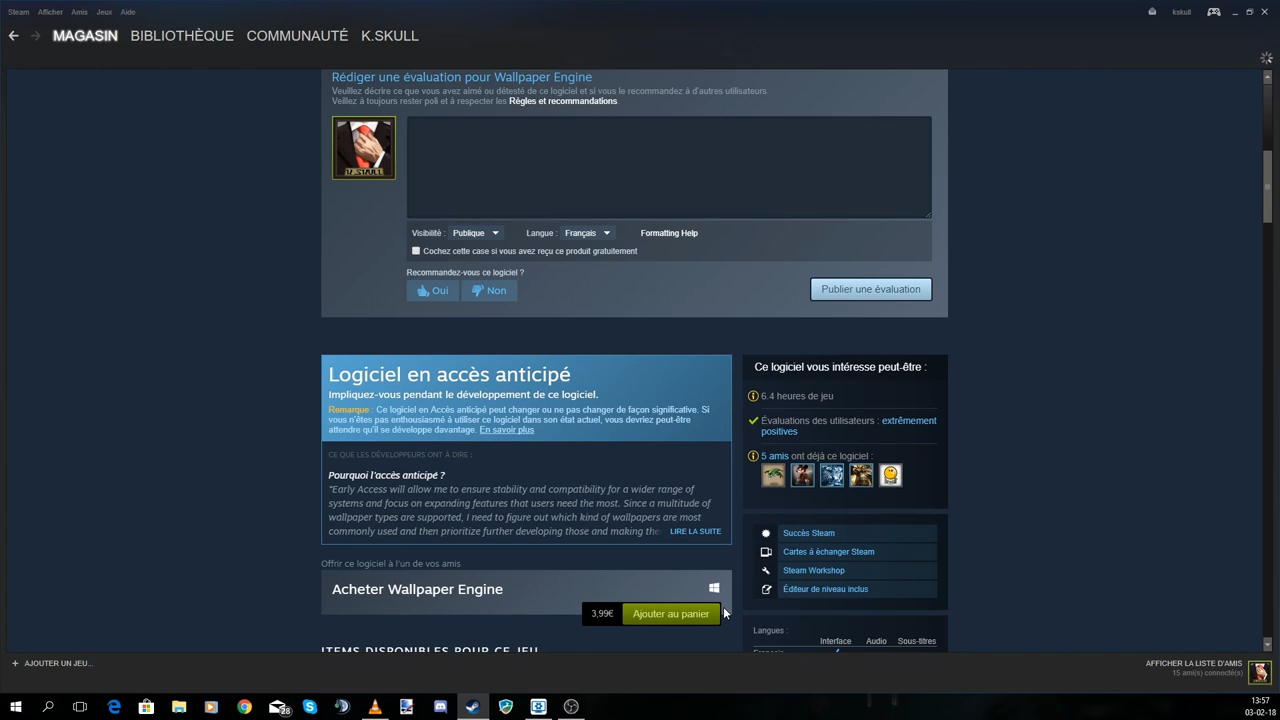 Steam Afficher Amis Jeux Aide
kskull
MAGASIN BIBLIOTHÈQUE COMMUNAUTÉ K.SKULL
Rédiger une évaluation pour Wallpaper Engine
Veuillez décrire ce que vous avez aimé ou détesté de ce logiciel et si vous le recommandez à d'autres utilisateurs.
Veillez à toujours rester poli et à respecter les Règles et recommandations.
K.SKULL
Visibilité : Publique Langue : Français Formatting Help
Cochez cette case si vous avez reçu ce produit gratuitement
Recommandez-vous ce logiciel ?
Oui Non
Publier une évaluation
Logiciel en accès anticipé
Impliquez-vous pendant le développement de ce logiciel.
Remarque : Ce logiciel en Accès anticipé peut changer ou ne pas changer de façon significative. Si
vous n'êtes pas enthousiasmé à utiliser ce logiciel dans son état actuel, vous devriez peut-être
attendre qu'il se développe davantage. En savoir plus
CE QUE LES DÉVELOPPEURS ONT À DIRE :
Pourquoi l'accès anticipé ?
"Early Access will allow me to ensure stability and compatibility for a wider range of
systems and focus on expanding features that users need the most. Since a multitude of
wallpaper types are supported, I need to figure out which kind of wallpapers are most
commonly used and then prioritize further developing those and making the
LIRE LA SUITE
Offrir ce logiciel à l'un de vos amis
Acheter Wallpaper Engine
3,99€ Ajouter au panier
ITEMS DISPONIBLES POUR CE JEU
Ce logiciel vous intéresse peut-être :
6.4 heures de jeu
Évaluations des utilisateurs : extrêmement
positives
5 amis ont déjà ce logiciel :
Succès Steam
Cartes à échanger Steam
Steam Workshop
Éditeur de niveau inclus
Langues :
Interface Audio Sous-titres
Français
AJOUTER UN JEU...
AFFICHER LA LISTE D'AMIS
15 ami(s) connecté(s)
28
13:57
03-02-18